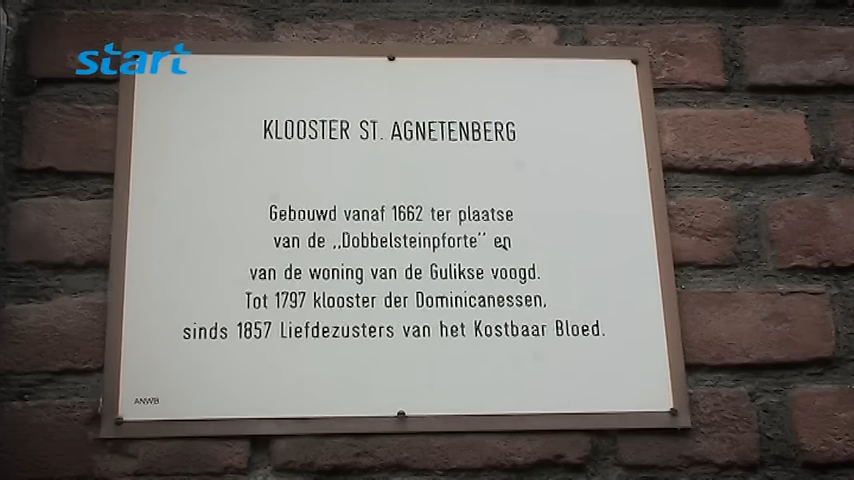 start
KLOOSTER ST. AGNETENBERG
Gebouwd vanaf 1662 ter plaatse
van de „Dobbelsteinpforte” en
van de woning van de Gulikse voogd.
Tot 1797 klooster der Dominicanessen,
sinds 1857 Liefdezusters van het Kostbaar Bloed.
ANWB